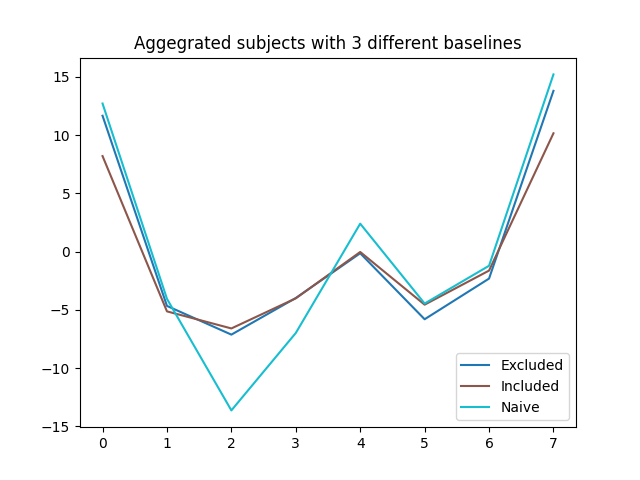 Aggegrated subjects with 3 different baselines
15
10
5
0
−5
−10
−15
0 1 2 3 4 5 6 7
Excluded
Included
Naive